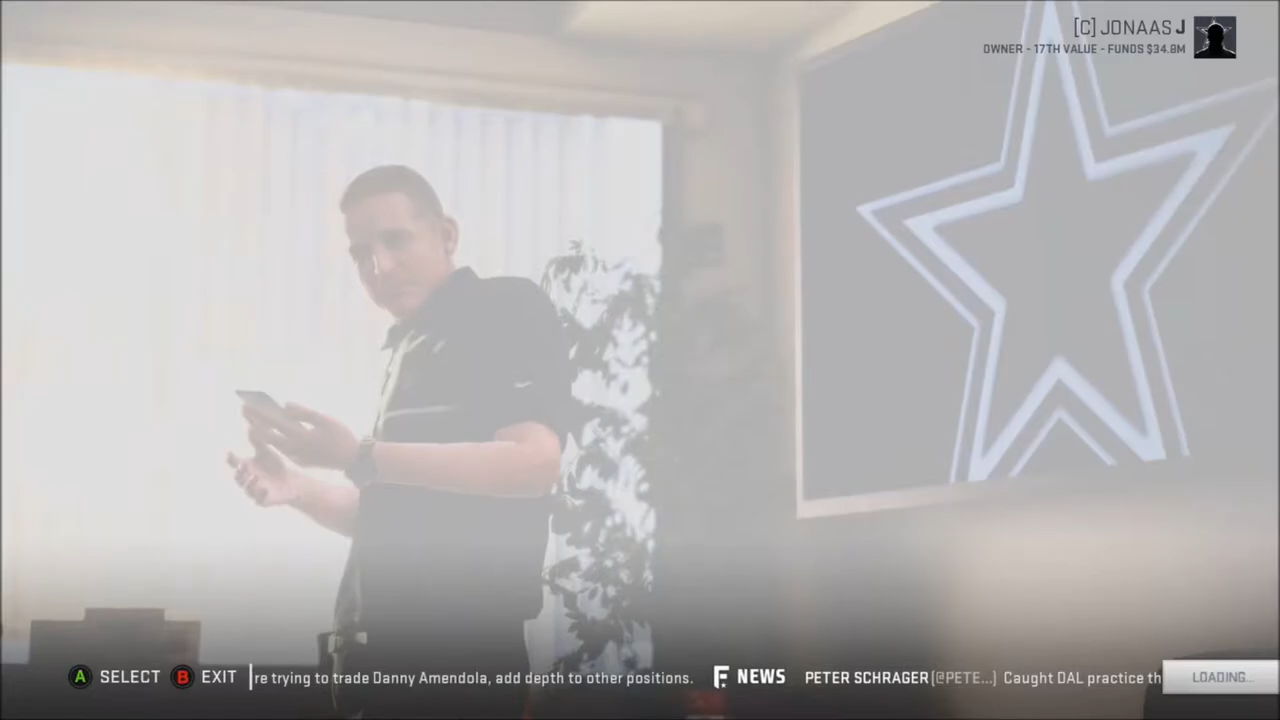 [C] JONAAS J
OWNER - 17TH VALUE - FUNDS $34.8M
A SELECT B EXIT re trying to trade Danny Amendola, add depth to other positions. NEWS PETER SCHRAGER [@PETE...] Caught DAL practice th LOADING...